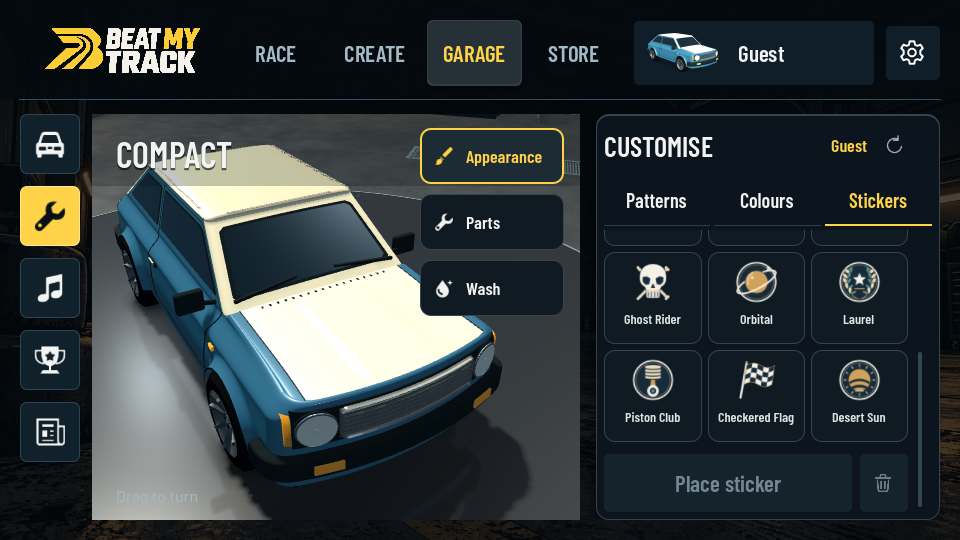 BEAT MY
TRACK
RACE
CREATE
GARAGE
STORE
Guest
COMPACT
Appearance
Parts
Wash
Drag to turn
CUSTOMISE
Guest
Patterns
Colours
Stickers
Ghost Rider
Orbital
Laurel
Piston Club
Checkered Flag
Desert Sun
Place sticker